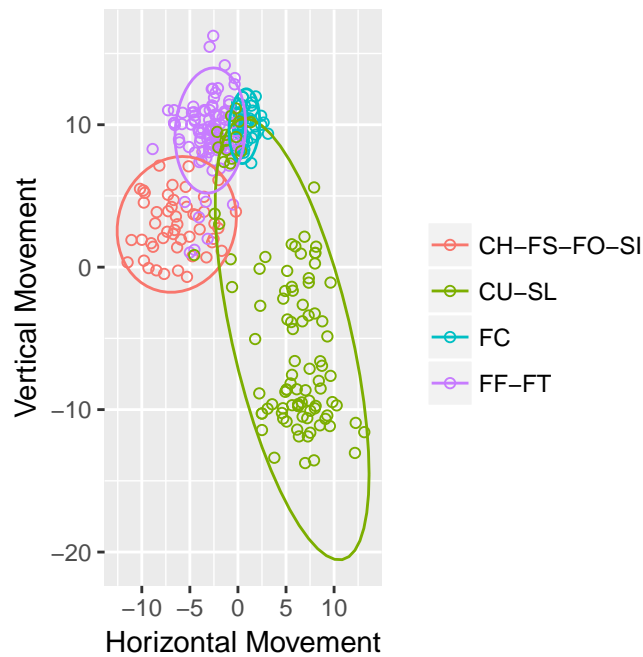 10
0
−10
−20
−10 −5 0 5 10
Horizontal Movement
Vertical Movement
CH−FS−FO−SI
CU−SL
FC
FF−FT